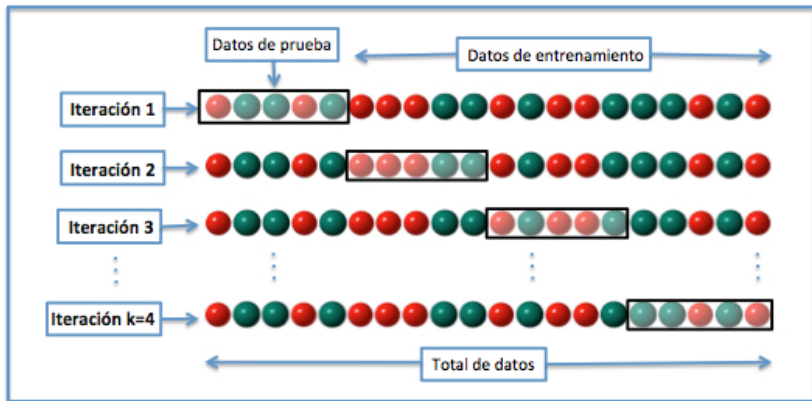 Datos de prueba
Datos de entrenamiento
Iteración 1
Iteración 2
Iteración 3
Iteración k=4
Total de datos